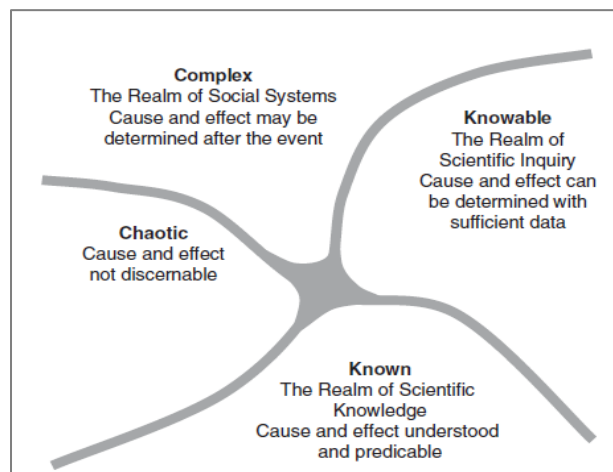 Complex
The Realm of Social Systems
Cause and effect may be
determined after the event
Knowable
The Realm of
Scientific Inquiry
Cause and effect can
be determined with
sufficient data
Chaotic
Cause and effect
not discernable
Known
The Realm of Scientific
Knowledge
Cause and effect understood
and predicable